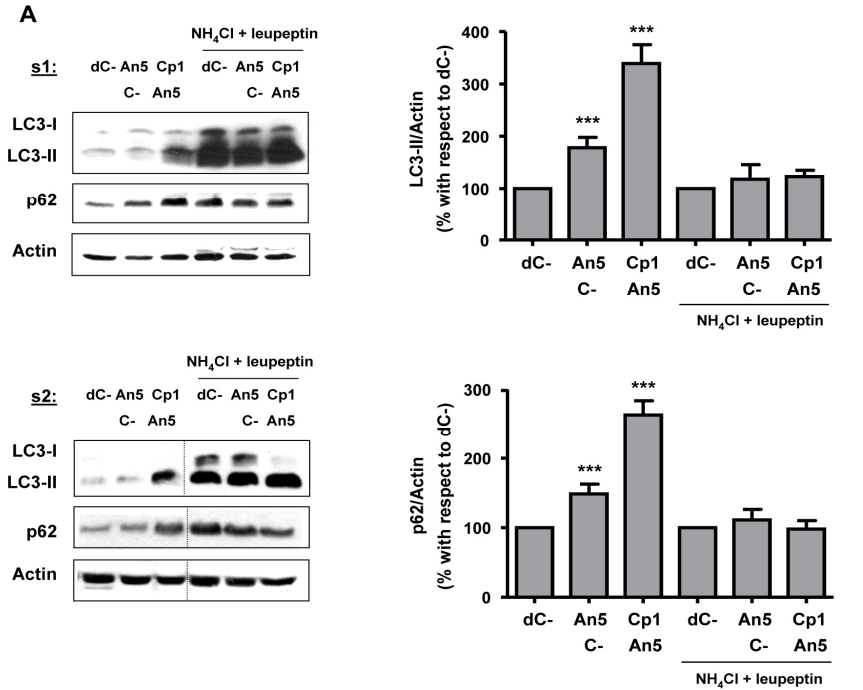 A
NH4Cl + leupeptin
s1: dC- An5 Cp1 dC- An5 Cp1
C- An5 C- An5
LC3-I
LC3-II
p62
Actin
LC3-II/Actin
(% with respect to dC-)
400
300
200
100
0
***
***
dC- An5 Cp1 dC- An5 Cp1
C- An5 C- An5
NH4Cl + leupeptin
NH4Cl + leupeptin
s2: dC- An5 Cp1 dC- An5 Cp1
C- An5 C- An5
LC3-I
LC3-II
p62
Actin
p62/Actin
(% with respect to dC-)
300
200
100
0
***
***
dC- An5 Cp1 dC- An5 Cp1
C- An5 C- An5
NH4Cl + leupeptin